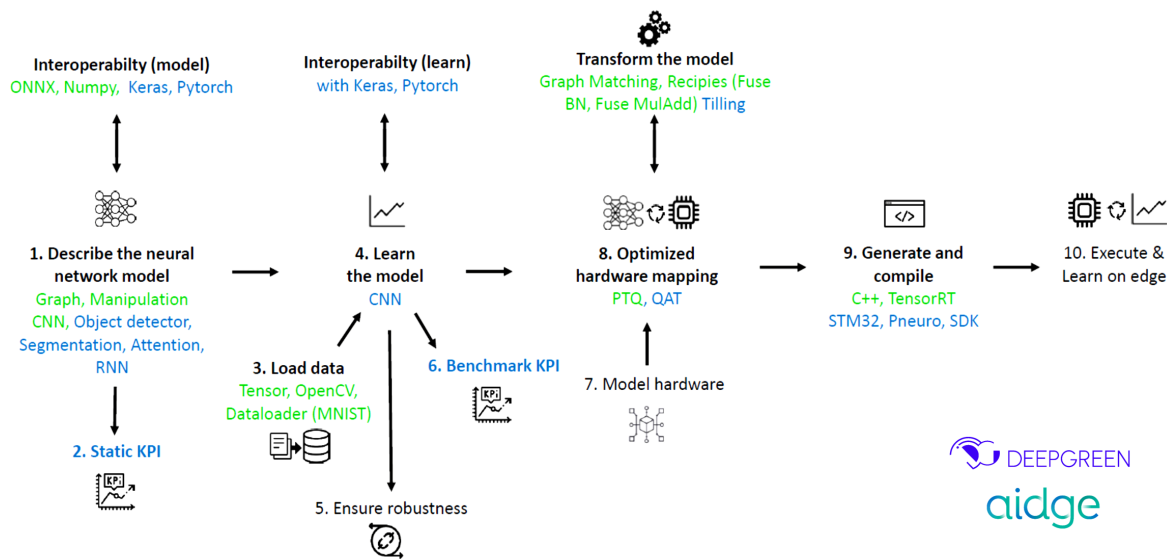 Interoperabilty (model)
ONNX, Numpy, Keras, Pytorch
Interoperabilty (learn)
with Keras, Pytorch
Transform the model
Graph Matching, Recipies (Fuse
BN, Fuse MulAdd) Tilling
1. Describe the neural
network model
Graph, Manipulation
CNN, Object detector,
Segmentation, Attention,
RNN
2. Static KPI
KPi
3. Load data
Tensor, OpenCV,
Dataloader (MNIST)
4. Learn
the model
CNN
5. Ensure robustness
6. Benchmark KPI
KPi
7. Model hardware
8. Optimized
hardware mapping
PTQ, QAT
</>
9. Generate and
compile
C++, TensorRT
STM32, Pneuro, SDK
10. Execute &
Learn on edge
DEEPGREEN
aidge